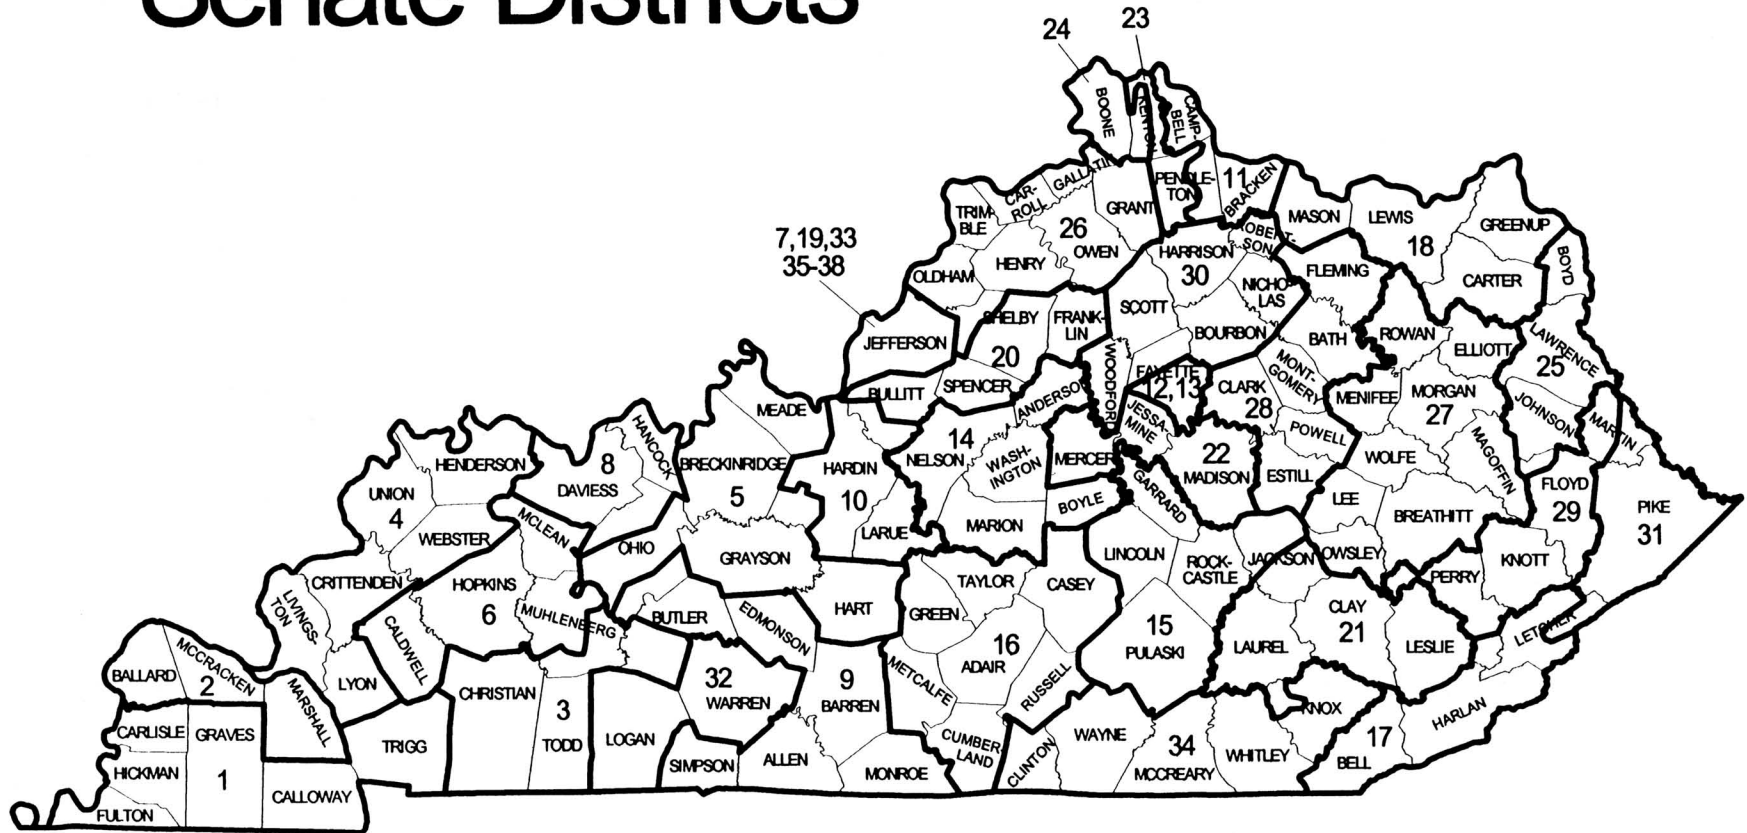 Senate Districts
23
24
BOONE
KENTON
CAMP-
BELL
GALLATIN
CAR-
ROLL
TRIM-
BLE
GRANT
PENDLE-
TON
11
BRACKEN
26
OWEN
HENRY
OLDHAM
7,19,33
35-38
HARRISON
30
ROBERT-
SON
MASON
LEWIS
18
GREENUP
CARTER
BOYD
FLEMING
NICHO-
LAS
SCOTT
BOURBON
BATH
ROWAN
ELLIOTT
LAWRENCE
25
JEFFERSON
SHELBY
FRANK-
LIN
20
SPENCER
BULLITT
ANDERSON
WOODFORD
FAYETTE
12,13
JESSA-
MINE
CLARK
28
MONT-
GOMERY
POWELL
ESTILL
MENIFEE
MORGAN
27
MAGOFFIN
JOHNSON
MARTIN
MEADE
BRECKINRIDGE
5
HANCOCK
8
DAVIESS
HENDERSON
UNION
4
WEBSTER
MCLEAN
OHIO
GRAYSON
HARDIN
10
LARUE
14
NELSON
WASH-
INGTON
MARION
MERCER
BOYLE
GARRARD
22
MADISON
WOLFE
LEE
BREATHITT
FLOYD
29
PIKE
31
KNOTT
PERRY
OWSLEY
JACKSON
ROCK-
CASTLE
LINCOLN
CASEY
TAYLOR
GREEN
HART
EDMONSON
BUTLER
MUHLENBERG
HOPKINS
6
CRITTENDEN
LIVINGS-
TON
CALDWELL
LYON
MCCRACKEN
2
BALLARD
MARSHALL
CARLISLE
GRAVES
HICKMAN
1
FULTON
CALLOWAY
TRIGG
CHRISTIAN
3
TODD
LOGAN
32
WARREN
SIMPSON
ALLEN
9
BARREN
MONROE
METCALFE
16
ADAIR
RUSSELL
CUMBER-
LAND
CLINTON
WAYNE
15
PULASKI
LAUREL
CLAY
21
LESLIE
LETCHER
HARLAN
KNOX
17
BELL
WHITLEY
34
MCCREARY